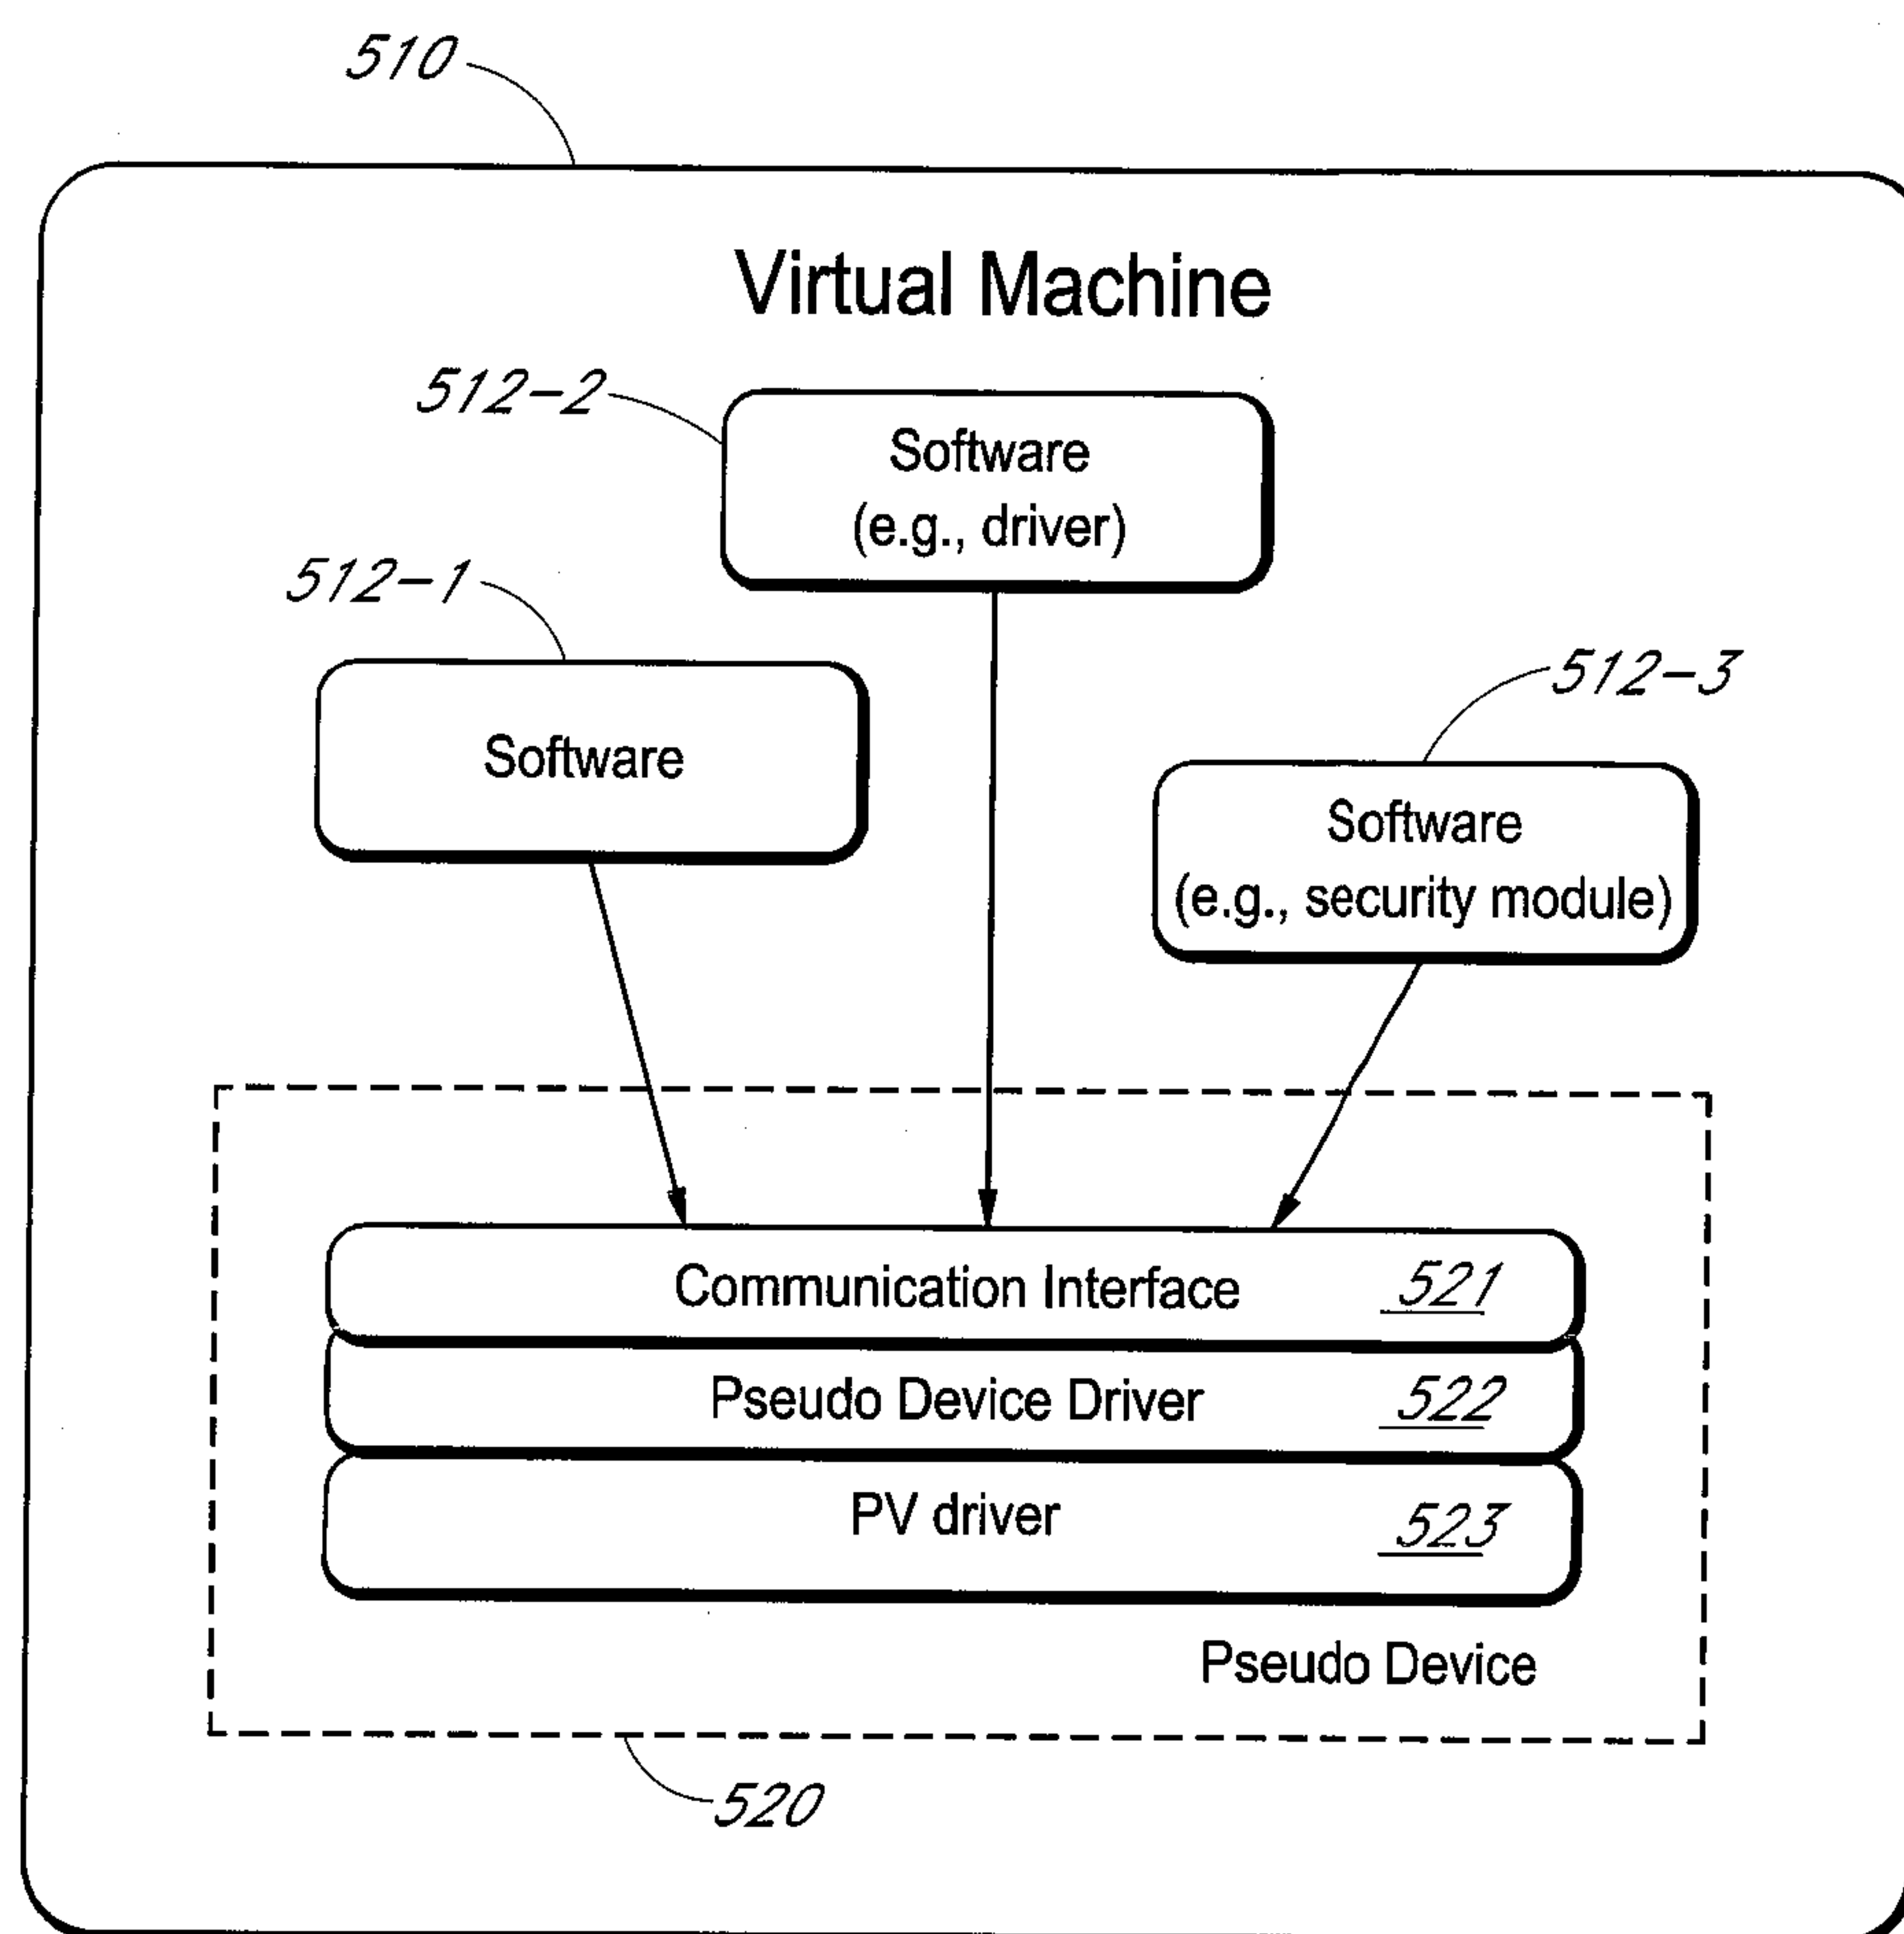 510
Virtual Machine
512-2
Software
(e.g., driver)
512-1
Software
512-3
Software
(e.g., security module)
Communication Interface 521
Pseudo Device Driver 522
PV driver 523
Pseudo Device
520